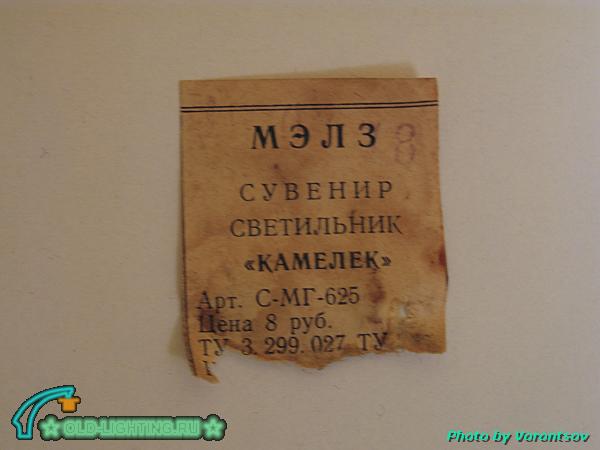 МЭЛЗ
8
СУВЕНИР
СВЕТИЛЬНИК
«КАМЕЛЕК»
Арт. С-МГ-625
Цена 8 руб.
ТУ 3.299.027 ТУ
OLD-LIGHTING.RU
Photo by Vorontsov